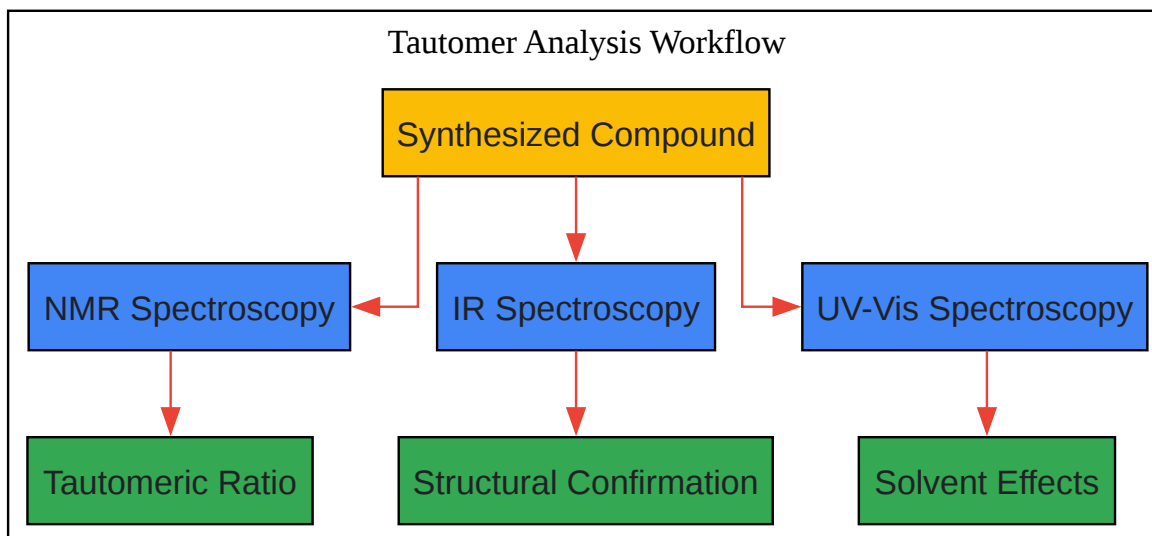 Tautomer Analysis Workflow
Synthesized Compound
NMR Spectroscopy
IR Spectroscopy
UV-Vis Spectroscopy
Tautomeric Ratio
Structural Confirmation
Solvent Effects